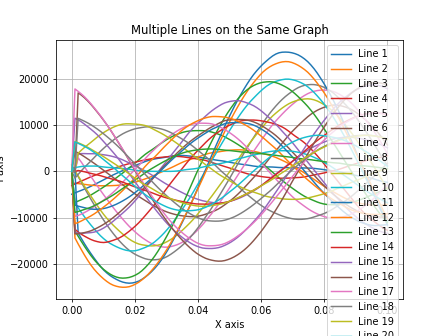 Multiple Lines on the Same Graph
20000
10000
0
−10000
−20000
0.00
0.02
0.04
0.06
X axis
Line 1
Line 2
Line 3
Line 4
Line 5
Line 6
Line 7
Line 8
Line 9
Line 10
Line 11
Line 12
Line 13
Line 14
Line 15
Line 16
Line 17
Line 18
Line 19